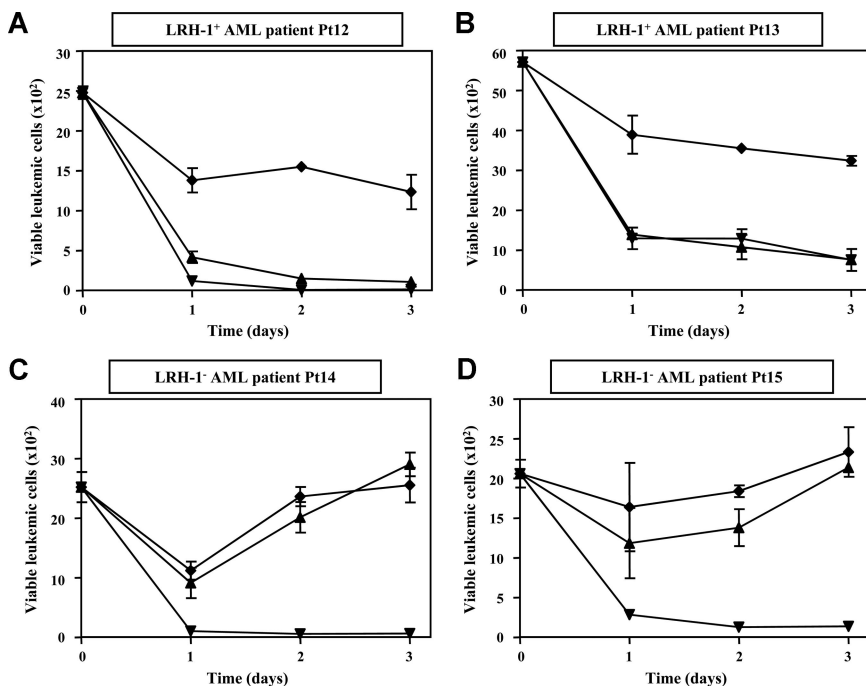 A
LRH-1⁺ AML patient Pt12
Viable leukemic cells (x10²)
30
25
20
15
10
5
0
0 1 2 3
Time (days)
B
LRH-1⁺ AML patient Pt13
Viable leukemic cells (x10²)
60
50
40
30
20
10
0
0 1 2 3
Time (days)
C
LRH-1⁻ AML patient Pt14
Viable leukemic cells (x10²)
40
30
20
10
0
0 1 2 3
Time (days)
D
LRH-1⁻ AML patient Pt15
Viable leukemic cells (x10²)
30
25
20
15
10
5
0
0 1 2 3
Time (days)